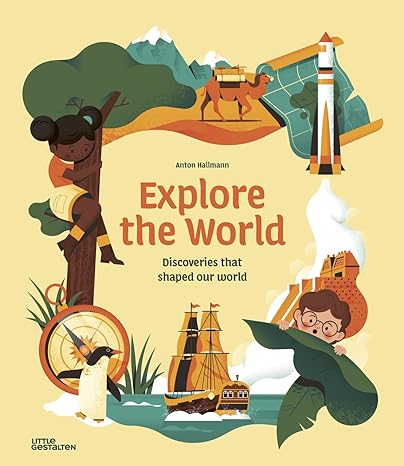 Anton Hallmann
Explore
the World
Discoveries that
shaped our world
LITTLE
GESTALTEN